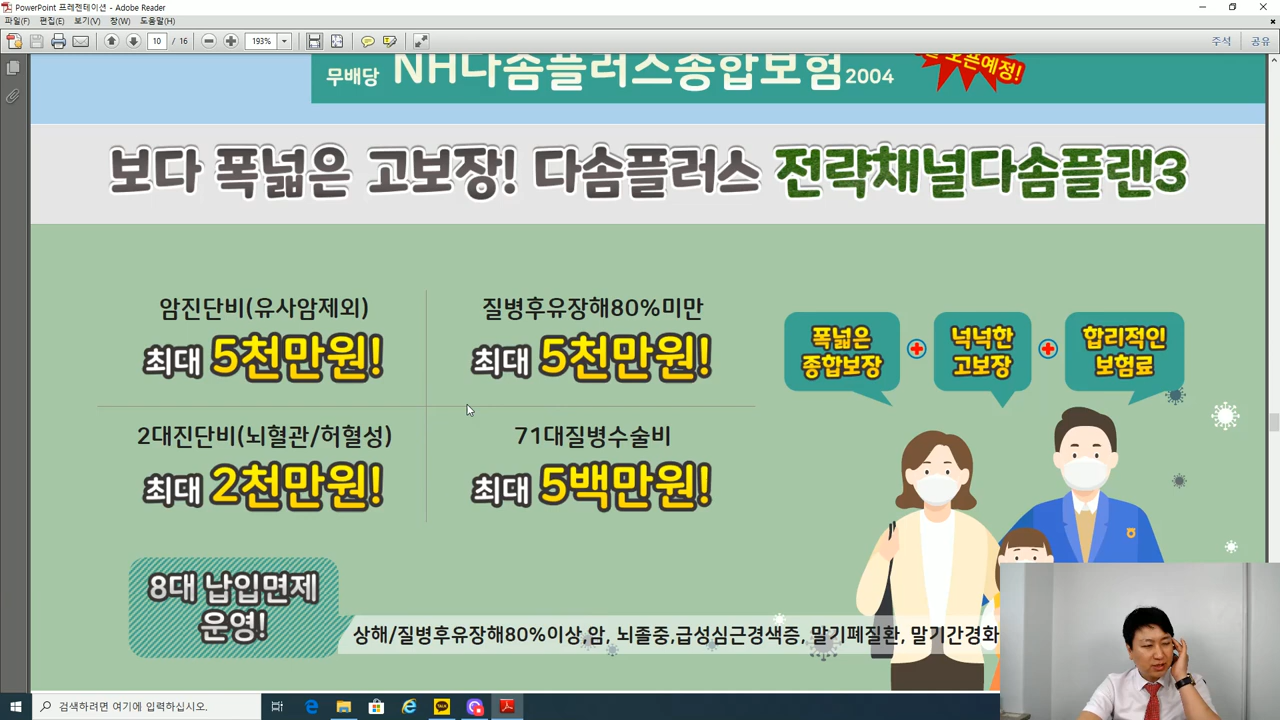 PowerPoint 프레젠테이션 - Adobe Reader
파일(F) 편집(E) 보기(V) 창(W) 도움말(H)
10 / 16 193% 주석 공유
무배당 NH다솜플러스종합보험2004
오픈예정!
보다 폭넓은 고보장! 다솜플러스 전략채널다솜플랜3
암진단비(유사암제외)
최대 5천만원!
질병후유장해80%미만
최대 5천만원!
2대진단비(뇌혈관/허혈성)
최대 2천만원!
71대질병수술비
최대 5백만원!
폭넓은
종합보장
넉넉한
고보장
합리적인
보험료
8대 납입면제
운영!
상해/질병후유장해80%이상,암, 뇌졸중,급성심근경색증, 말기폐질환, 말기간경화
검색하려면 여기에 입력하십시오.
TALK